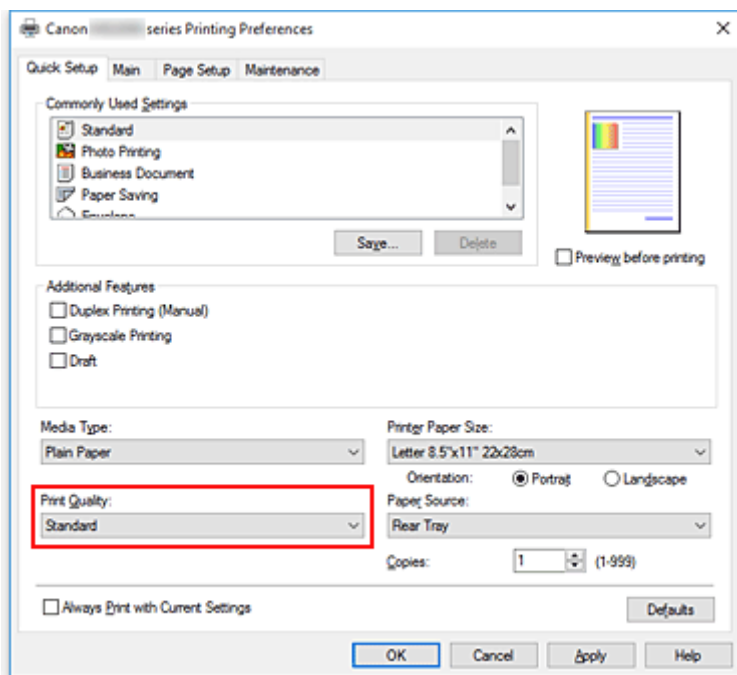 Canon series Printing Preferences
Quick Setup Main Page Setup Maintenance
Commonly Used Settings
Standard
Photo Printing
Business Document
Paper Saving
Envelope
Save... Delete
Preview before printing
Additional Features
Duplex Printing (Manual)
Grayscale Printing
Draft
Media Type: Printer Paper Size:
Plain Paper Letter 8.5"x11" 22x28cm
Orientation: Portrait Landscape
Print Quality: Paper Source:
Standard Rear Tray
Copies: 1 (1-999)
Always Print with Current Settings Defaults
OK Cancel Apply Help